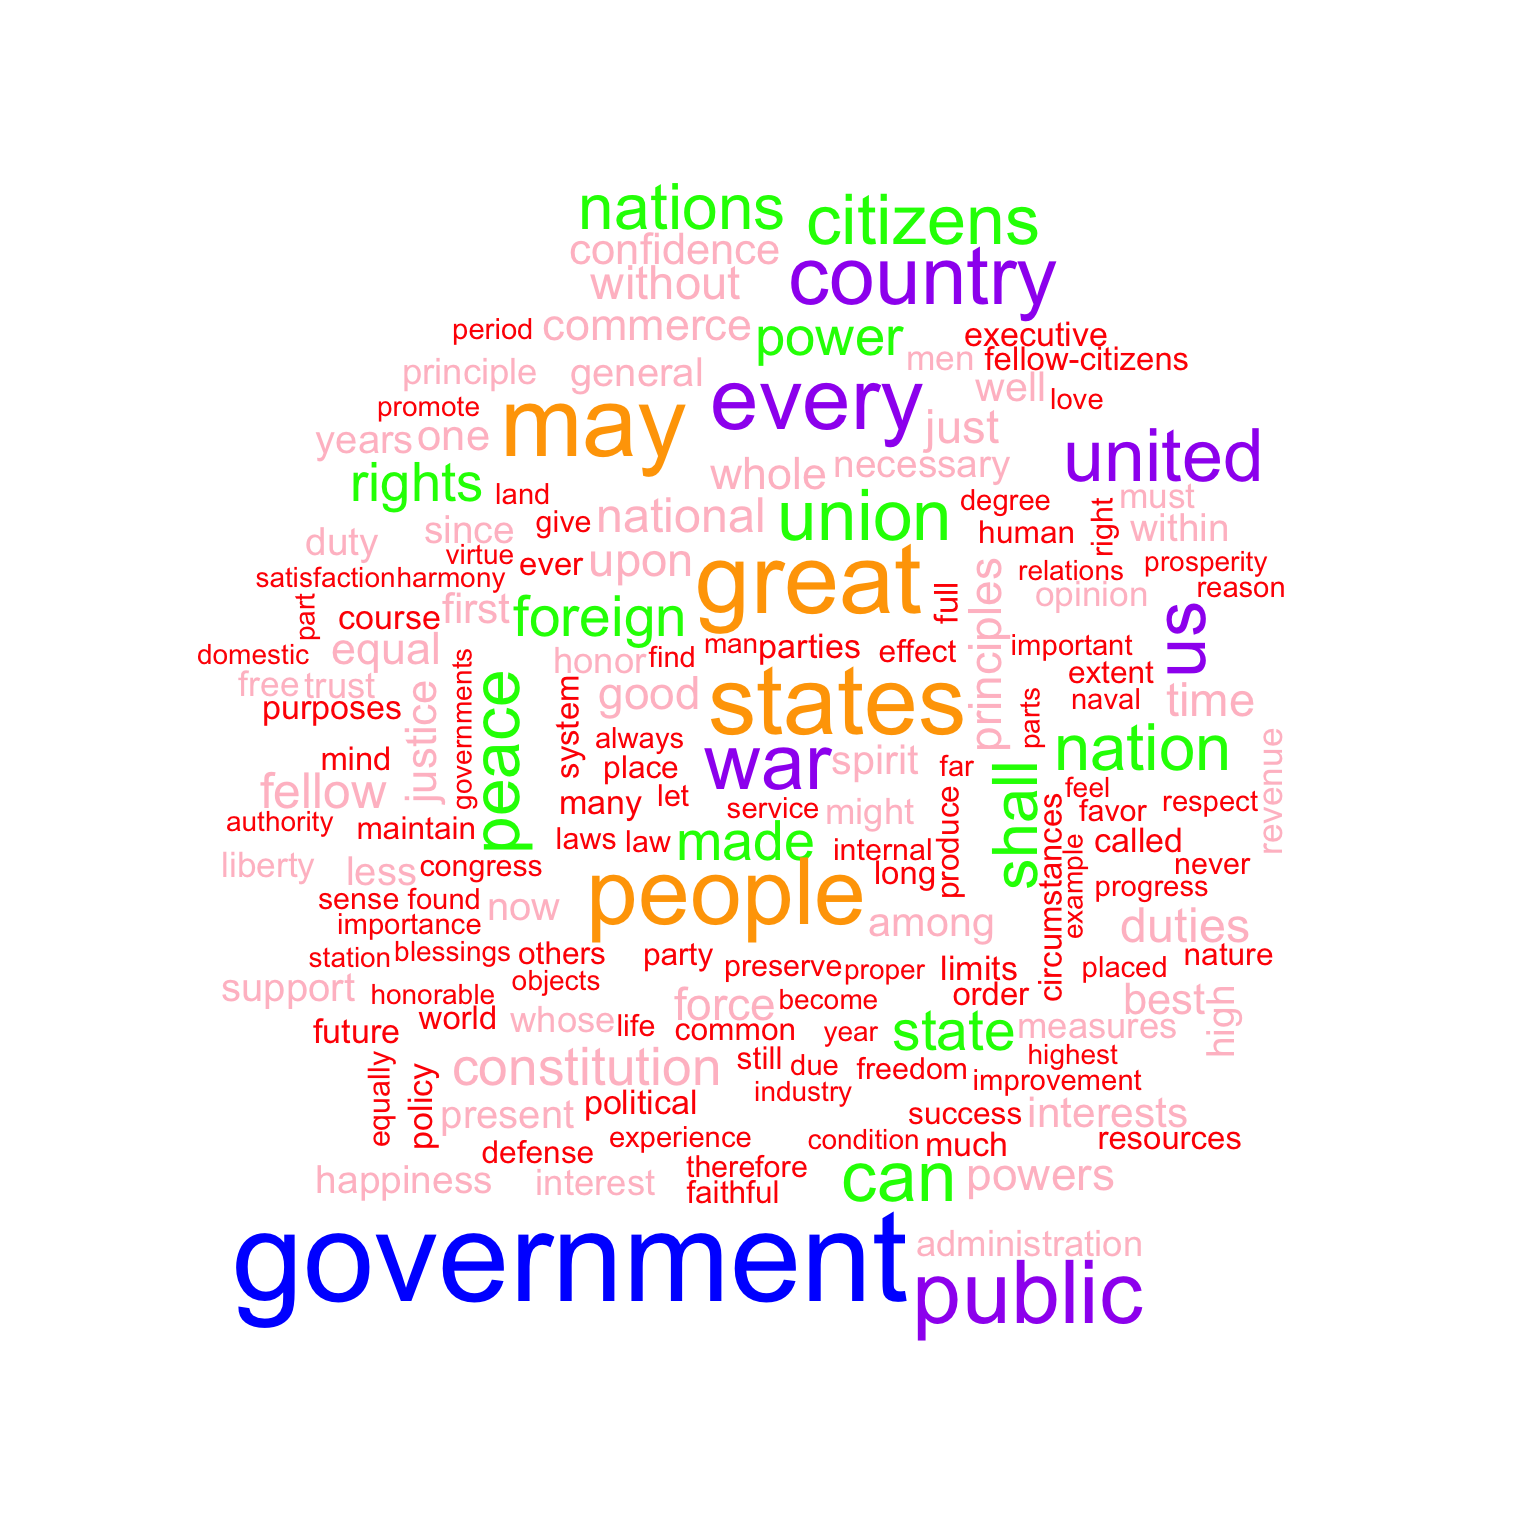 nations
citizens
confidence
country
without
period
commerce
power
executive
men
fellow-citizens
principle
general
every
well
love
promote
may
just
years
one
united
whole
necessary
rights
land
union
degree
must
right
give
national
human
within
duty
since
virtue
ever
upon
great
relations
prosperity
satisfaction
harmony
full
principles
opinion
reason
part
course
first
foreign
us
domestic
equal
governments
honor
find
man
parties
effect
important
free
trust
justice
peace
system
good
states
extent
purposes
parts
naval
time
always
war
spirit
nation
mind
place
far
shall
revenue
fellow
many
let
service
might
produce
circumstances
feel
favor
respect
authority
maintain
laws
law
made
internal
example
called
liberty
less
congress
people
long
never
sense
found
now
progress
importance
among
duties
station
blessings
others
party
preserve
proper
limits
placed
nature
support
honorable
objects
force
become
order
best
high
future
world
whose
life
common
year
state
measures
equally
policy
constitution
still
due
freedom
highest
industry
improvement
present
political
success
interests
defense
experience
condition
much
resources
happiness
interest
therefore
faithful
can
powers
government
administration
public